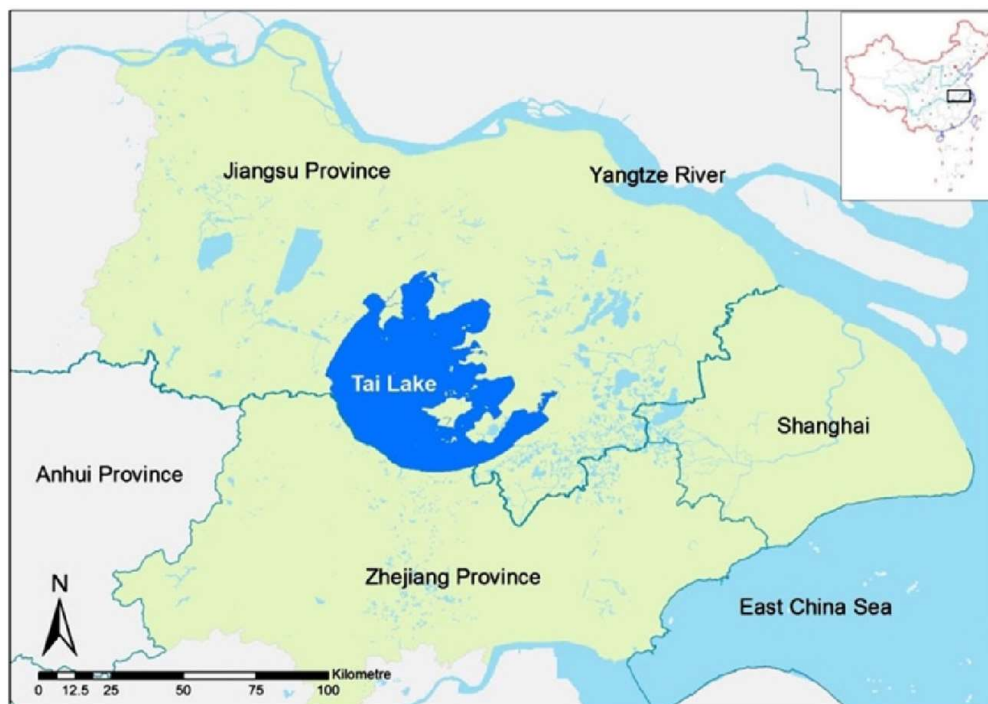 Jiangsu Province
Yangtze River
Tai Lake
Shanghai
Anhui Province
Zhejiang Province
East China Sea
N
Kilometre
0 12.5 25 50 75 100